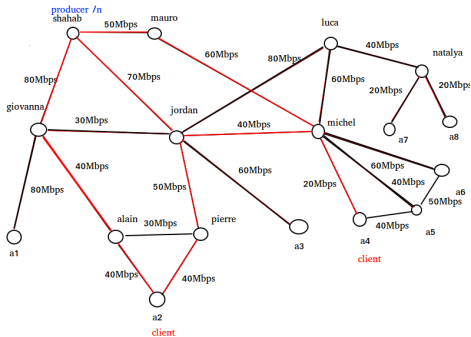 producer /n
shahab
50Mbps
mauro
luca
40Mbps
natalya
60Mbps
80Mbps
80Mbps
70Mbps
60Mbps
20Mbps
20Mbps
giovanna
jordan
30Mbps
40Mbps
michel
a7
a8
40Mbps
60Mbps
80Mbps
50Mbps
60Mbps
20Mbps
40Mbps
a6
50Mbps
alain
30Mbps
pierre
a1
a3
a4
40Mbps
a5
40Mbps
40Mbps
client
a2
client